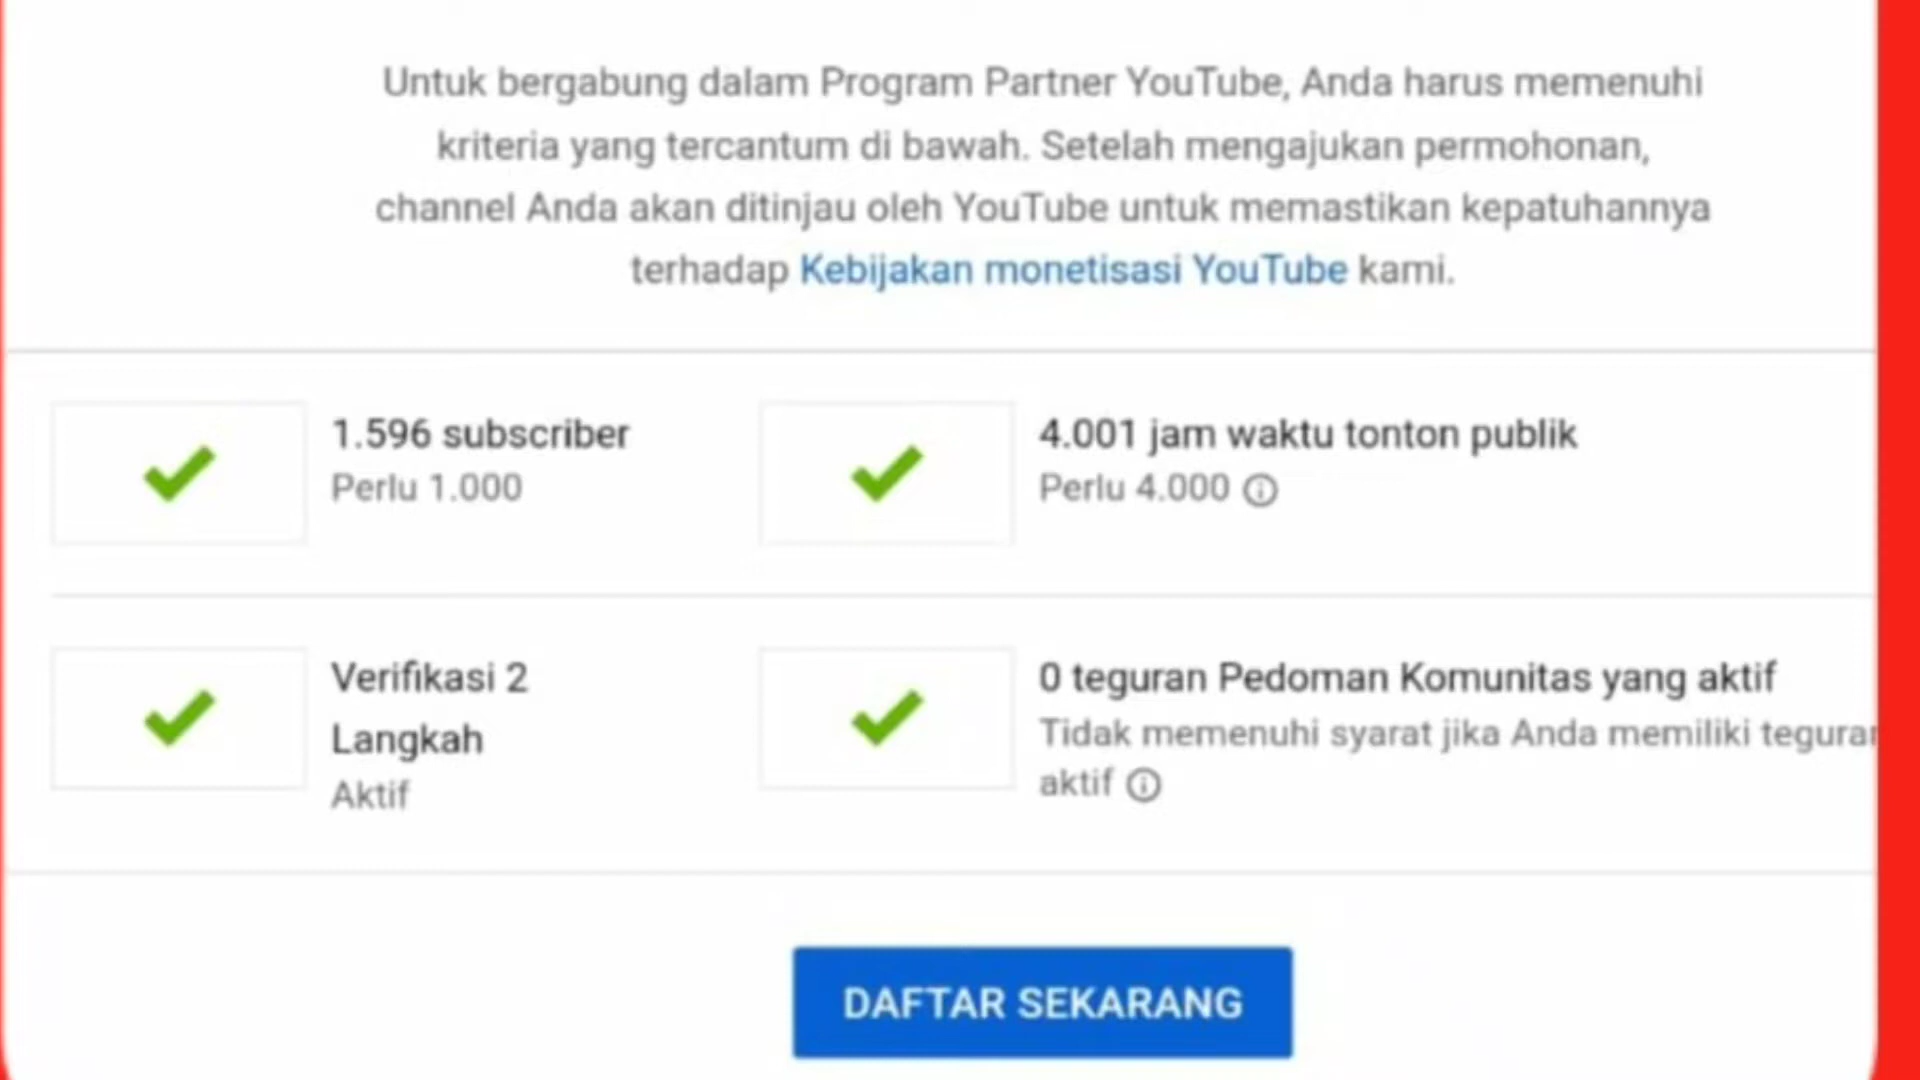 Untuk bergabung dalam Program Partner YouTube, Anda harus memenuhi
kriteria yang tercantum di bawah. Setelah mengajukan permohonan,
channel Anda akan ditinjau oleh YouTube untuk memastikan kepatuhannya
terhadap Kebijakan monetisasi YouTube kami.
1.596 subscriber
Perlu 1.000
4.001 jam waktu tonton publik
Perlu 4.000
Verifikasi 2
Langkah
Aktif
0 teguran Pedoman Komunitas yang aktif
Tidak memenuhi syarat jika Anda memiliki teguran
aktif
DAFTAR SEKARANG